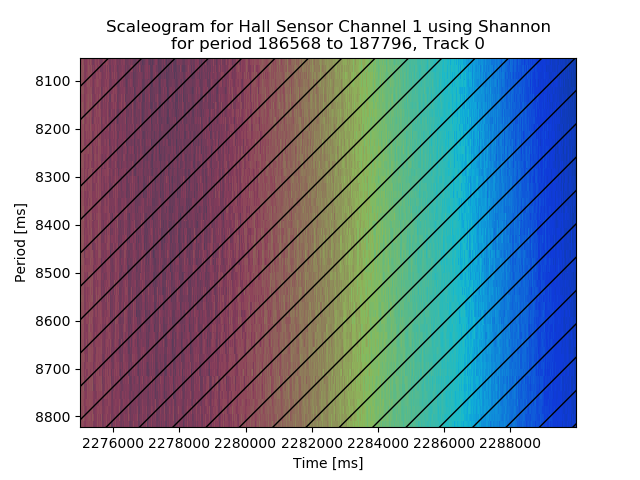 Scaleogram for Hall Sensor Channel 1 using Shannon
for period 186568 to 187796, Track 0
Period [ms]
8100
8200
8300
8400
8500
8600
8700
8800
2276000 2278000 2280000 2282000 2284000 2286000 2288000
Time [ms]